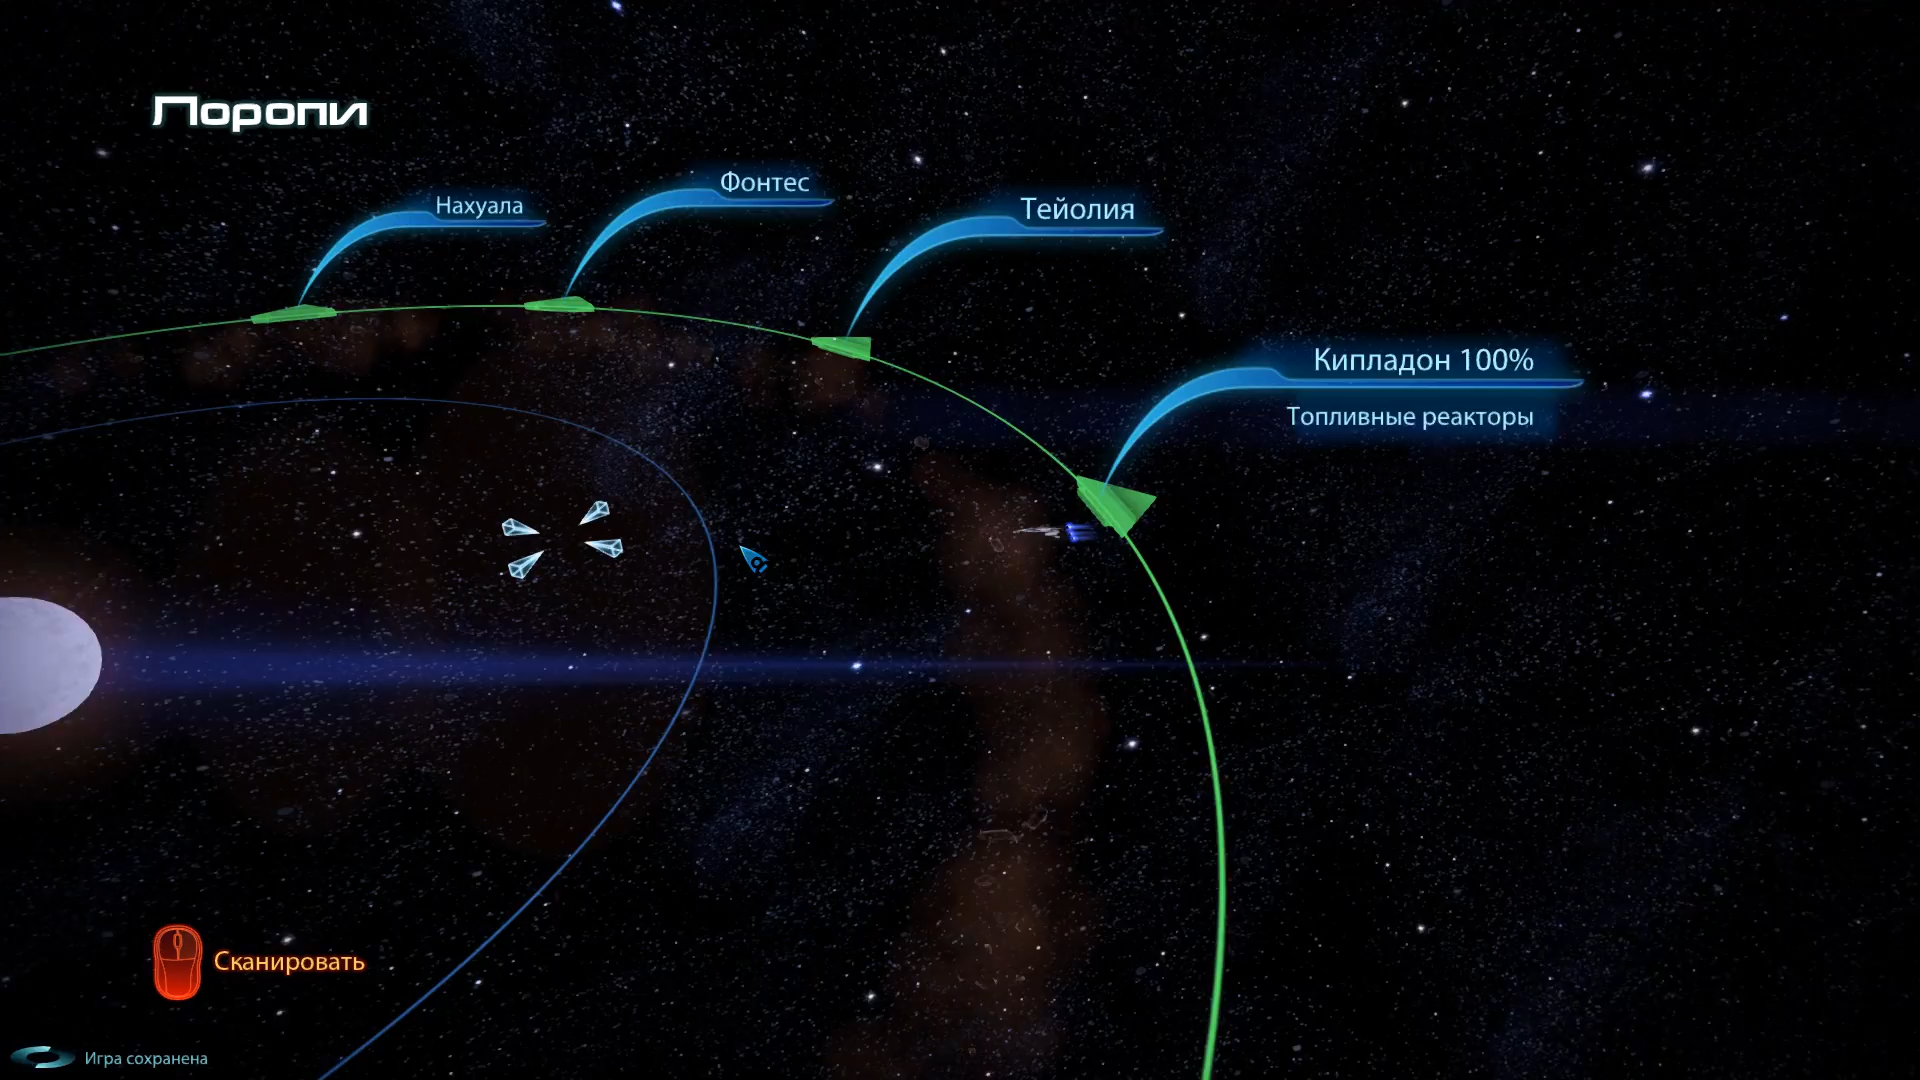 Поропи
Нахуала
Фонтес
Тейолия
Кипладон 100%
Топливные реакторы
Сканировать
Игра сохранена